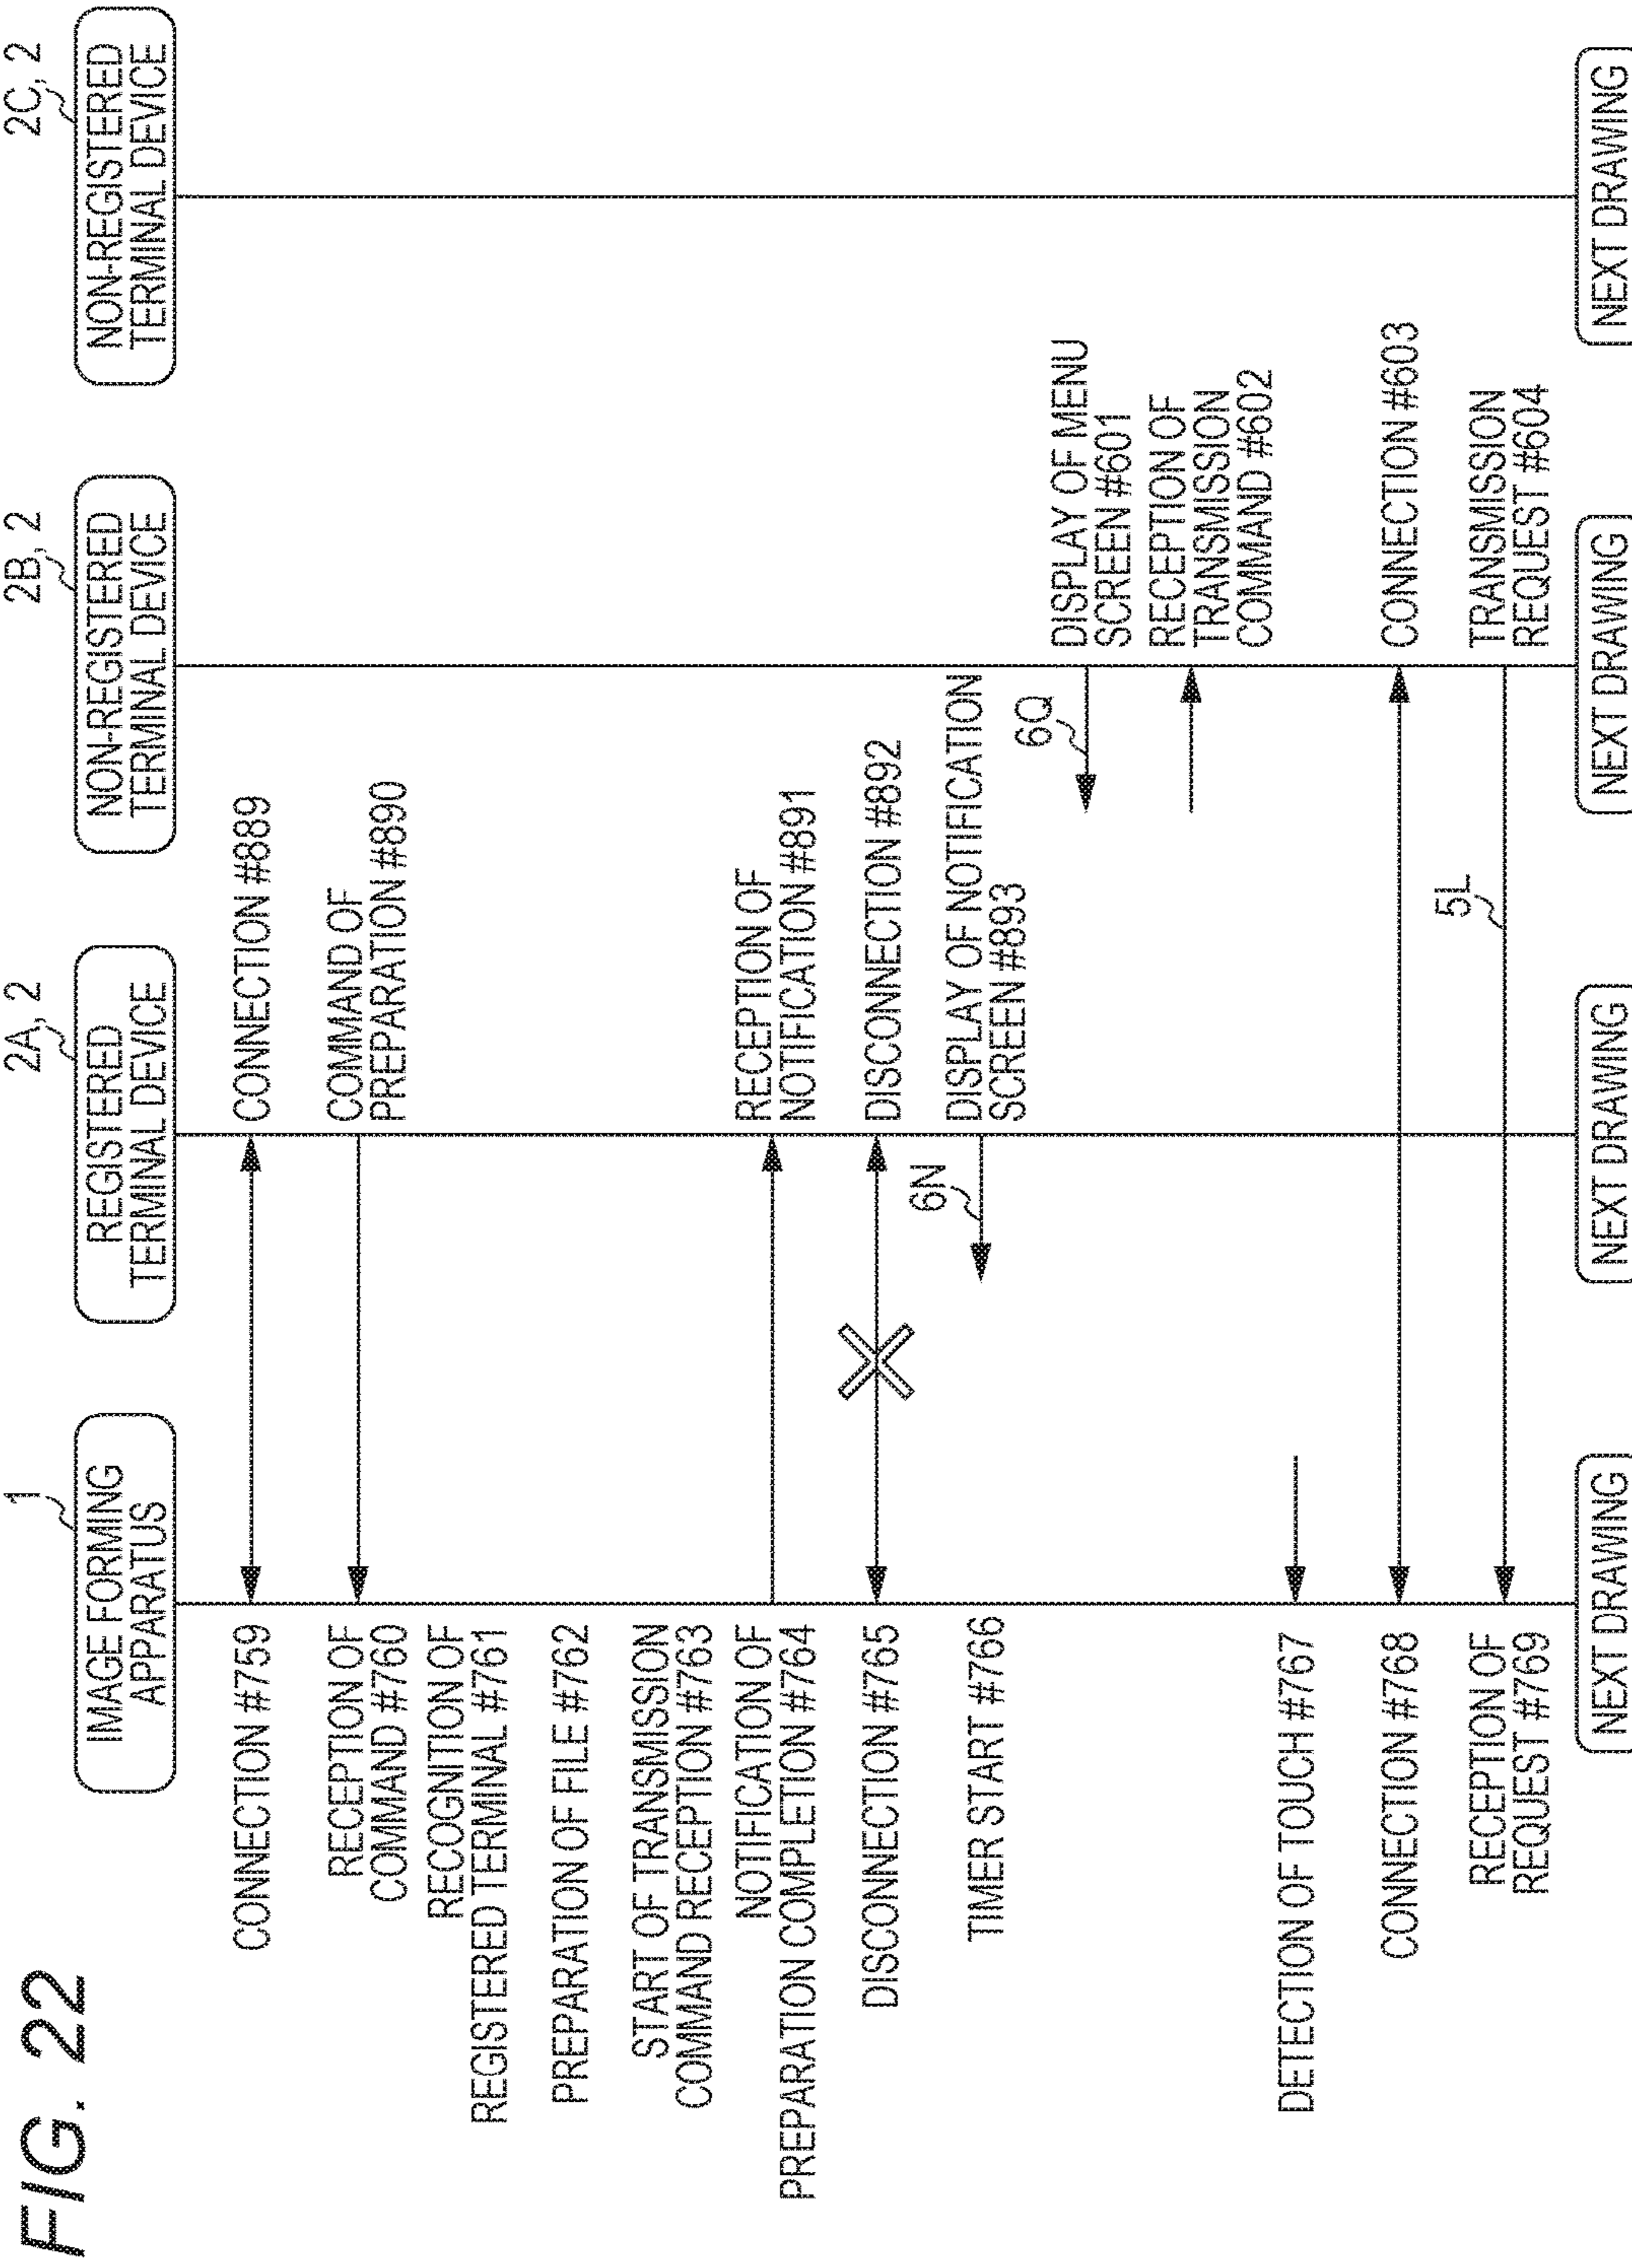 FIG. 22
1
IMAGE FORMING
APPARATUS
2A, 2
REGISTERED
TERMINAL DEVICE
2B, 2
NON-REGISTERED
TERMINAL DEVICE
2C, 2
NON-REGISTERED
TERMINAL DEVICE
CONNECTION #759
CONNECTION #889
RECEPTION OF
COMMAND #760
COMMAND OF
PREPARATION #890
RECOGNITION OF
REGISTERED TERMINAL #761
PREPARATION OF FILE #762
START OF TRANSMISSION
COMMAND RECEPTION #763
NOTIFICATION OF
PREPARATION COMPLETION #764
RECEPTION OF
NOTIFICATION #891
DISCONNECTION #765
DISCONNECTION #892
TIMER START #766
6N
DISPLAY OF NOTIFICATION
SCREEN #893
6Q
DISPLAY OF MENU
SCREEN #601
RECEPTION OF
TRANSMISSION
COMMAND #602
DETECTION OF TOUCH #767
CONNECTION #768
CONNECTION #603
RECEPTION OF
REQUEST #769
5L
TRANSMISSION
REQUEST #604
NEXT DRAWING
NEXT DRAWING
NEXT DRAWING
NEXT DRAWING